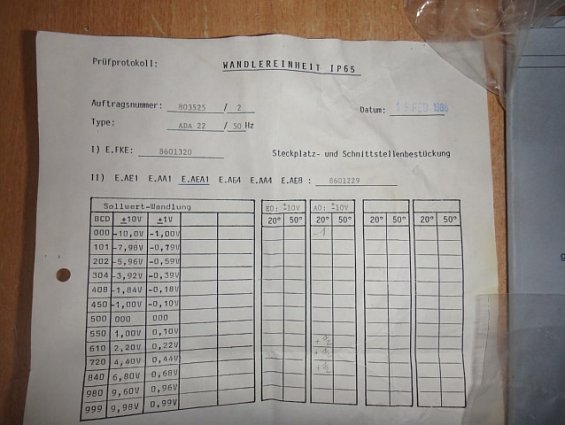 Prüfprotokoll: WANDLEREINHEIT IP65
Auftragsnummer: 803525 / 2 Datum: FEB 1986
Type: ADA 22 / 50 Hz
I) E.FKE: 8601320 Steckplatz- und Schnittstellenbestückung
II) E.AE1 E.AA1 E.AEA1 E.AE4 E.AA4 E.AE8 : 8601229
Sollwert-Wandlung E0: ±10V A0: ±10V
BCD ±10V ±1V 20° 50° 20° 50° 20° 50° 20° 50°
000 -10,0V -1,00V -1
101 -7,98V -0,79V
202 -5,96V -0,59V
304 -3,92V -0,39V
408 -1,84V -0,18V
450 -1,00V -0,10V
500 000 000
550 1,00V 0,10V
610 2,20V 0,22V
720 4,40V 0,44V
840 6,80V 0,68V
980 9,60V 0,96V
999 9,98V 0,99V